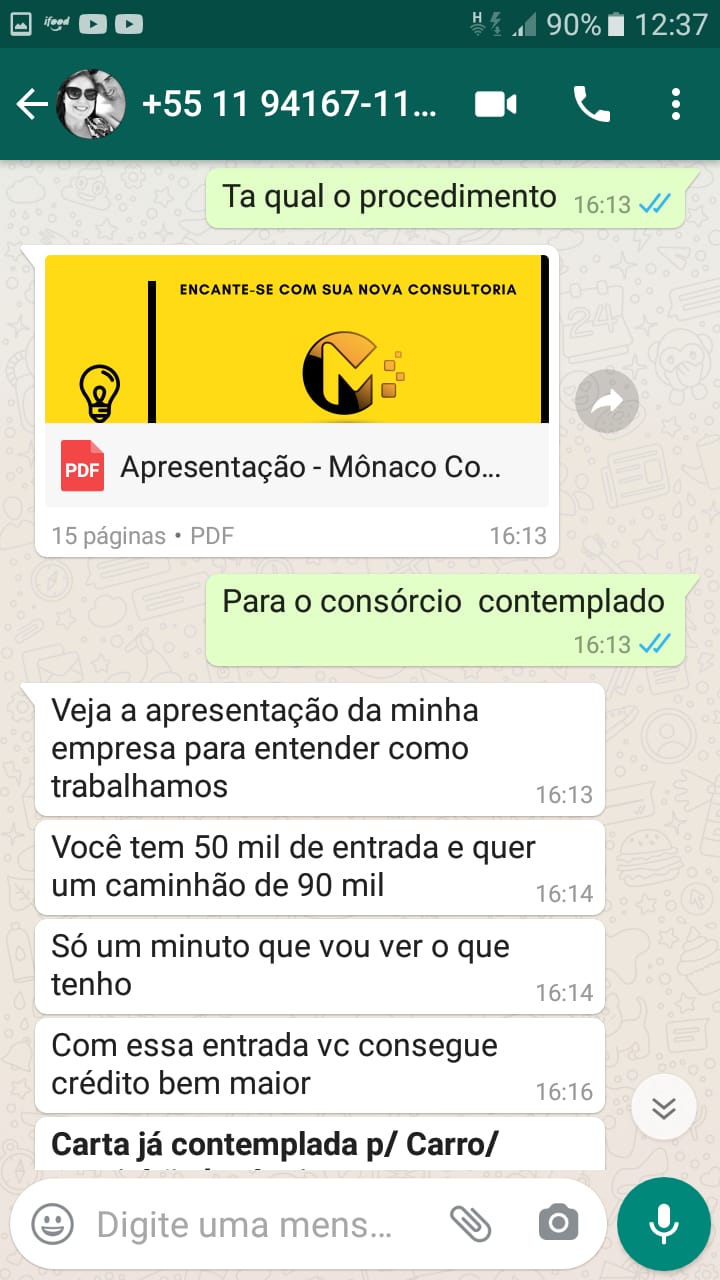 ifood
H
90%
12:37
+55 11 94167-11...
Ta qual o procedimento
16:13
ENCANTE-SE COM SUA NOVA CONSULTORIA
M
PDF
Apresentação - Mônaco Co...
15 páginas • PDF
16:13
Para o consórcio contemplado
16:13
Veja a apresentação da minha
empresa para entender como
trabalhamos
16:13
Você tem 50 mil de entrada e quer
um caminhão de 90 mil
16:14
Só um minuto que vou ver o que
tenho
16:14
Com essa entrada vc consegue
crédito bem maior
16:16
Carta já contemplada p/ Carro/
Digite uma mens...